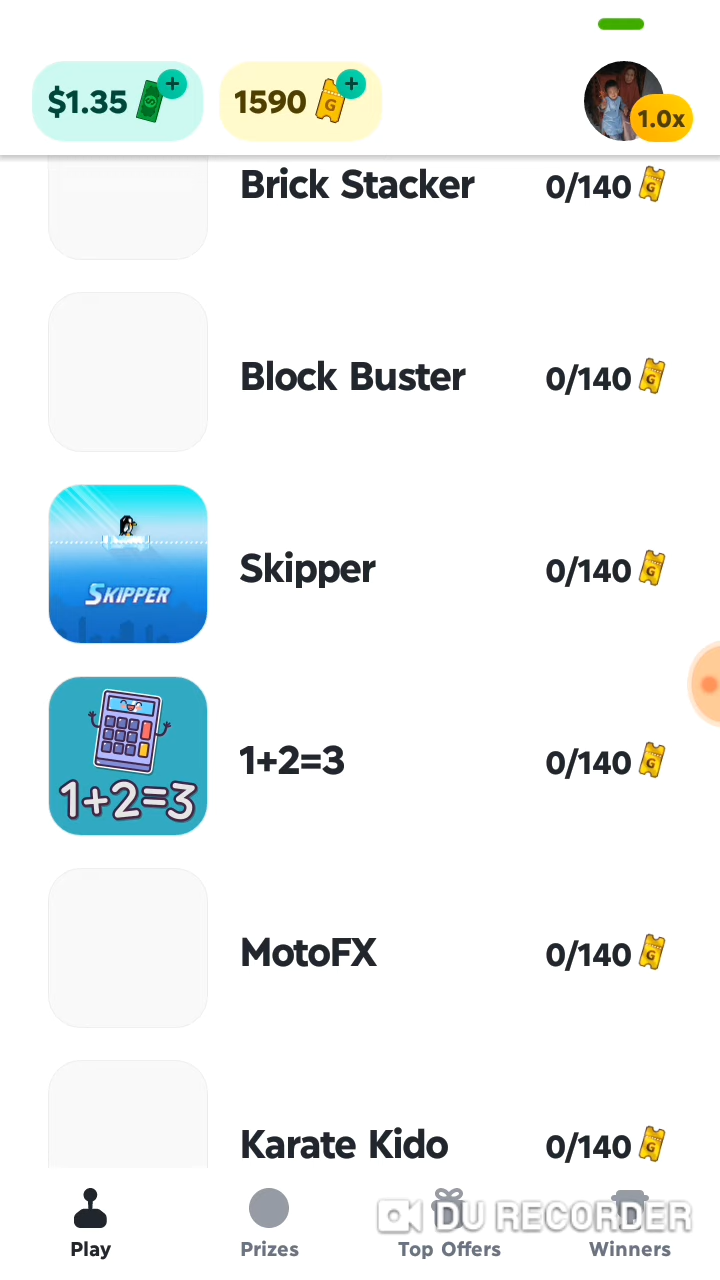 $1.35
1590
1.0x
Brick Stacker 0/140 G
Block Buster 0/140 G
SKIPPER
Skipper 0/140 G
1+2=3
1+2=3 0/140 G
MotoFX 0/140 G
Karate Kido 0/140 G
DU RECORDER
Play Prizes Top Offers Winners